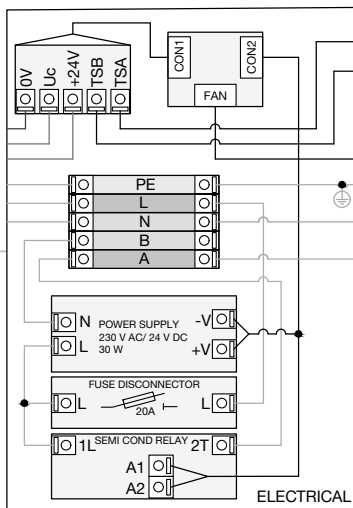 0V Uc +24V TSB TSA
CON1 CON2
FAN
PE
L
N
B
A
N POWER SUPPLY -V
230 V AC/ 24 V DC
L 30 W +V
FUSE DISCONNECTOR
L 20A L
1L SEMI COND RELAY 2T
A1
A2
ELECTRICAL